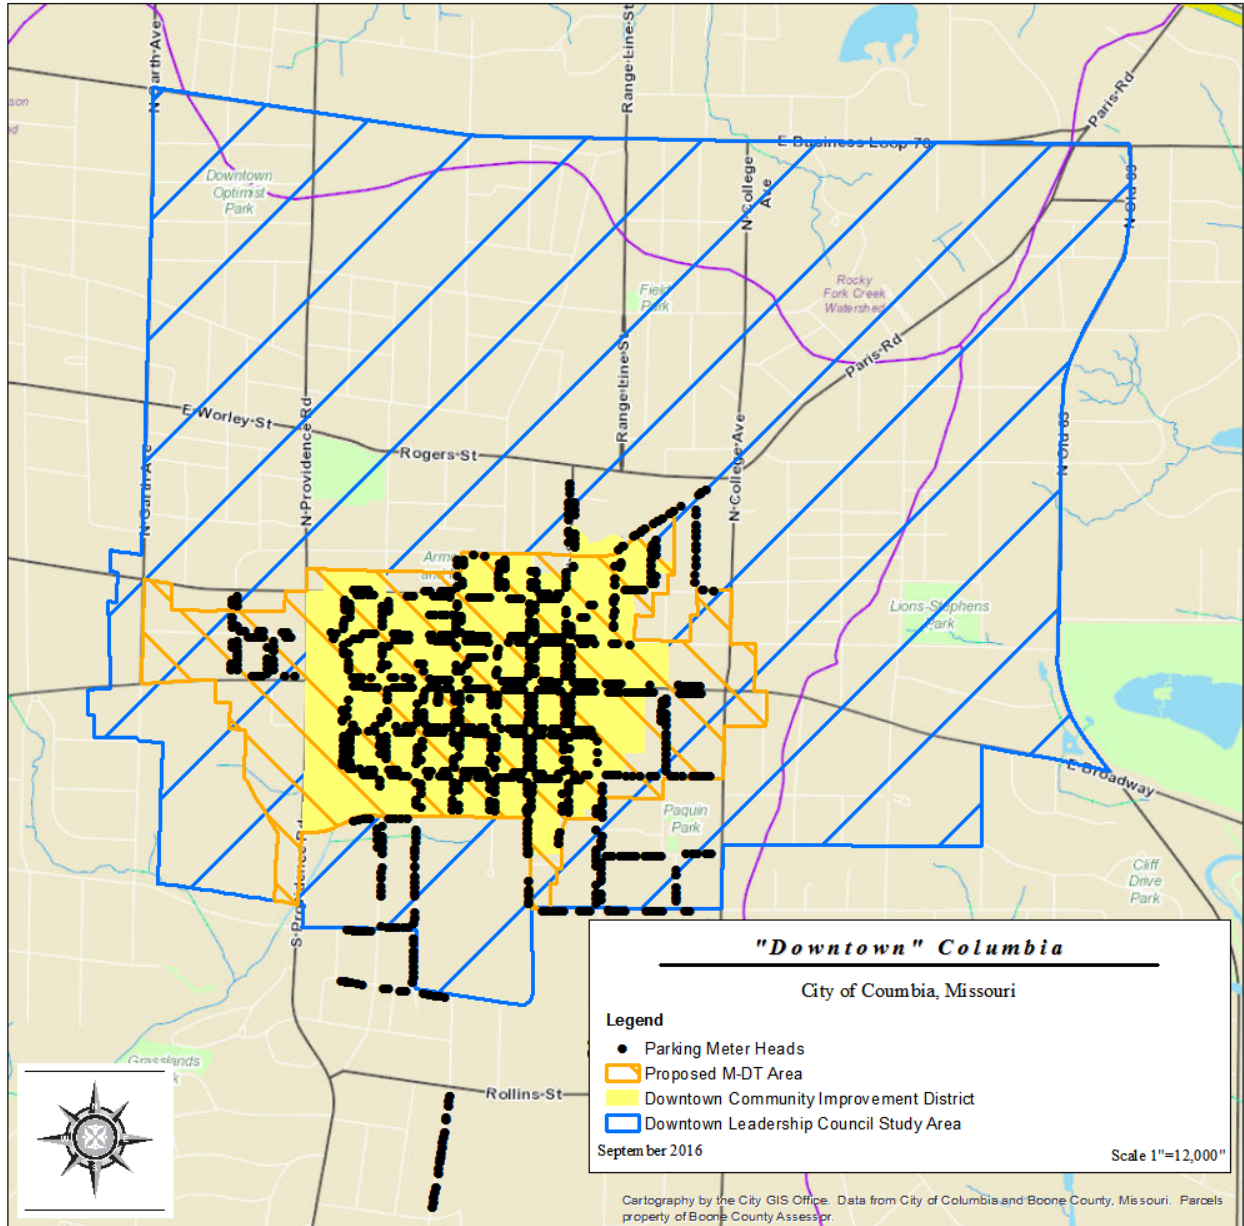 N Garth Ave
Range Line St
Paris Rd
E Business Loop 70
N College
Ave
N Old 63
Downtown
Optimist
Park
Field
Park
Rocky
Fork Creek
Watershed
Paris Rd
Range Line St
E Worley St
N Providence Rd
Rogers St
N College Ave
N Old 63
N Garth Ave
Lions-Stephens
Park
E Broadway
Paquin
Park
Cliff
Drive
Park
S Providence Rd
Grasslands
Rollins St
"Downtown" Columbia
City of Coumbia, Missouri
Legend
Parking Meter Heads
Proposed M-DT Area
Downtown Community Improvement District
Downtown Leadership Council Study Area
September 2016
Scale 1"=12,000"
Cartography by the City GIS Office. Data from City of Columbia and Boone County, Missouri. Parcels
property of Boone County Assessor.